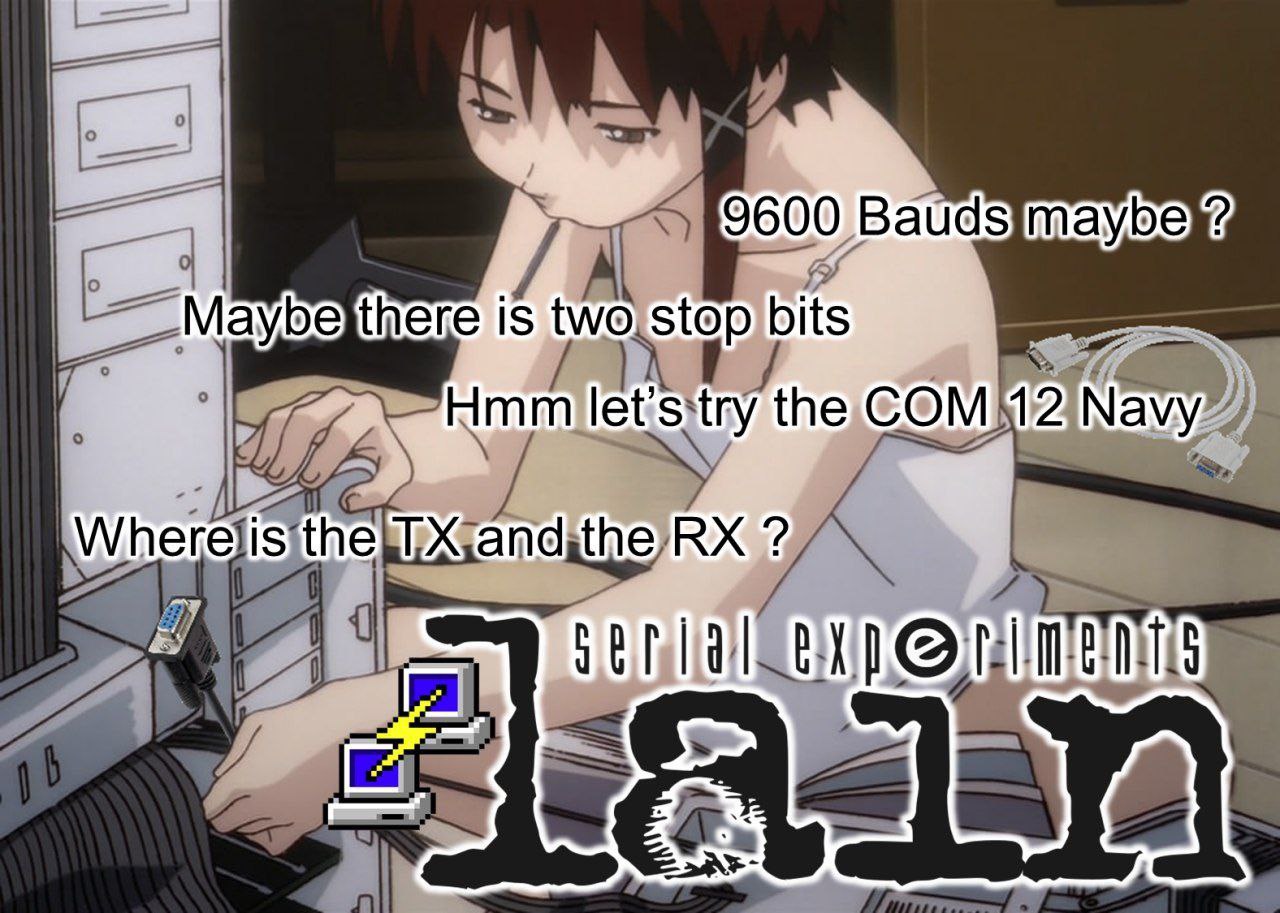 9600 Bauds maybe ?
Maybe there is two stop bits
Hmm let’s try the COM 12 Navy
Where is the TX and the RX ?
serial experiments
lain